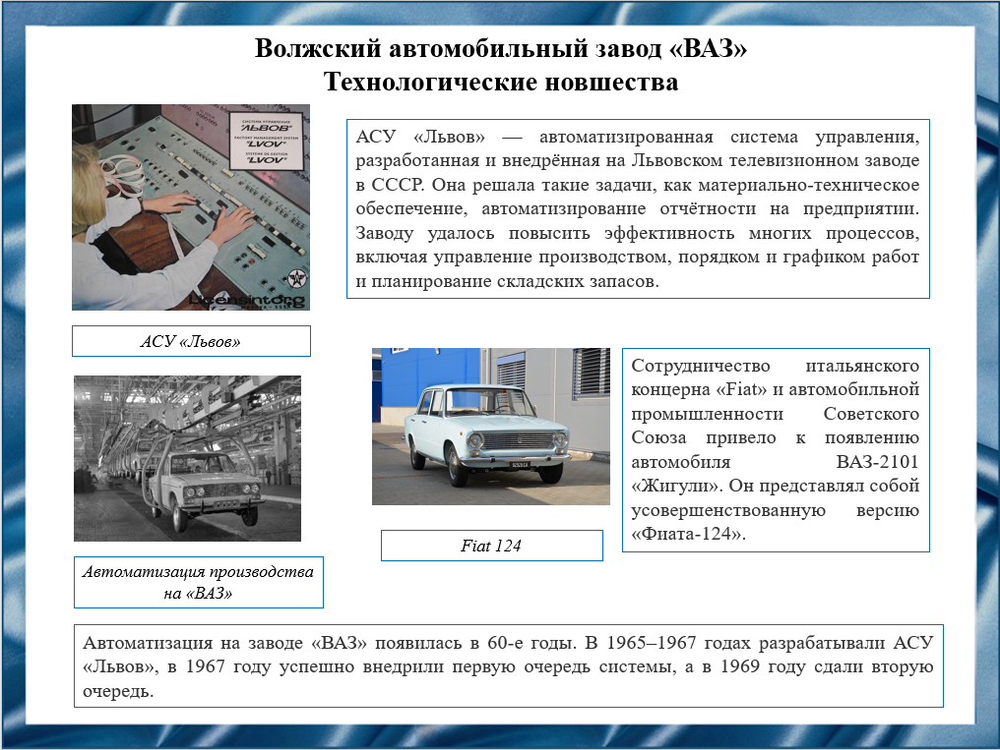 Волжский автомобильный завод «ВАЗ»
Технологические новшества
СИСТЕМА УПРАВЛЕНИЯ
"ЛЬВОВ"
FACTORY MANAGEMENT SYSTEM
"LVOV"
SYSTEME DE GESTION
"LVOV"
Licensintorg
MOSCOW - USSR
АСУ «Львов» — автоматизированная система управления,
разработанная и внедрённая на Львовском телевизионном заводе
в СССР. Она решала такие задачи, как материально-техническое
обеспечение, автоматизирование отчётности на предприятии.
Заводу удалось повысить эффективность многих процессов,
включая управление производством, порядком и графиком работ
и планирование складских запасов.
АСУ «Львов»
Сотрудничество итальянского
концерна «Fiat» и автомобильной
промышленности Советского
Союза привело к появлению
автомобиля ВАЗ-2101
«Жигули». Он представлял собой
усовершенствованную версию
«Фиата-124».
Fiat 124
Автоматизация производства
на «ВАЗ»
Автоматизация на заводе «ВАЗ» появилась в 60-е годы. В 1965–1967 годах разрабатывали АСУ
«Львов», в 1967 году успешно внедрили первую очередь системы, а в 1969 году сдали вторую
очередь.